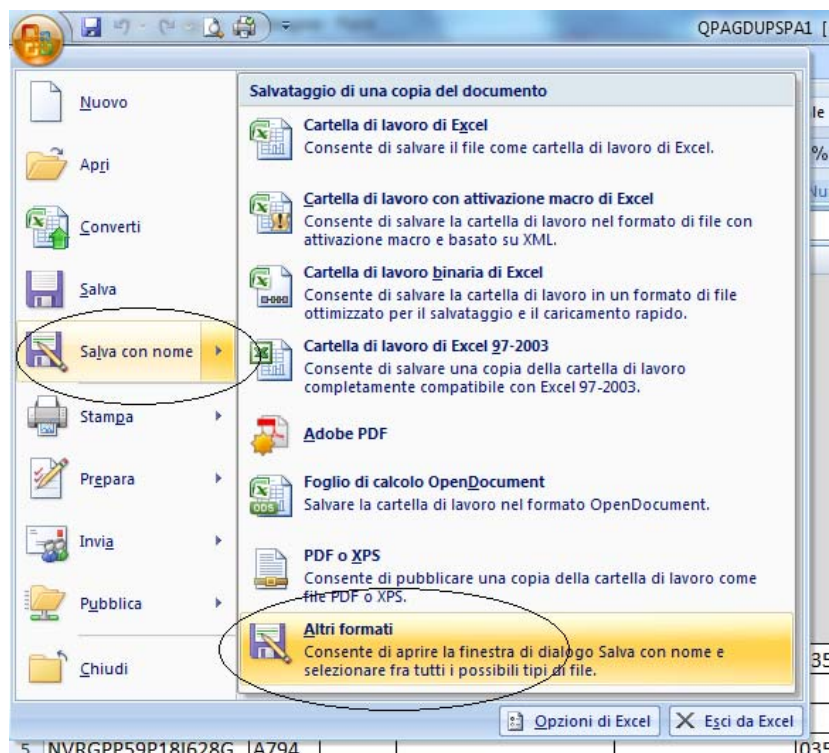 QPAGDUPSPA1 [
Nuovo
Apri
Converti
Salva
Salva con nome
Stampa
Prepara
Invia
Pubblica
Chiudi
Salvataggio di una copia del documento
Cartella di lavoro di Excel
Consente di salvare il file come cartella di lavoro di Excel.
Cartella di lavoro con attivazione macro di Excel
Consente di salvare la cartella di lavoro nel formato di file con
attivazione macro e basato su XML.
Cartella di lavoro binaria di Excel
Consente di salvare la cartella di lavoro in un formato di file
ottimizzato per il salvataggio e il caricamento rapido.
Cartella di lavoro di Excel 97-2003
Consente di salvare una copia della cartella di lavoro
completamente compatibile con Excel 97-2003.
Adobe PDF
Foglio di calcolo OpenDocument
Salvare la cartella di lavoro nel formato OpenDocument.
ODS
PDF o XPS
Consente di pubblicare una copia della cartella di lavoro come
file PDF o XPS.
Altri formati
Consente di aprire la finestra di dialogo Salva con nome e
selezionare fra tutti i possibili tipi di file.
Opzioni di Excel
Esci da Excel
le
%
Nu
35
5 NVRGPP59P18I628G A794 037